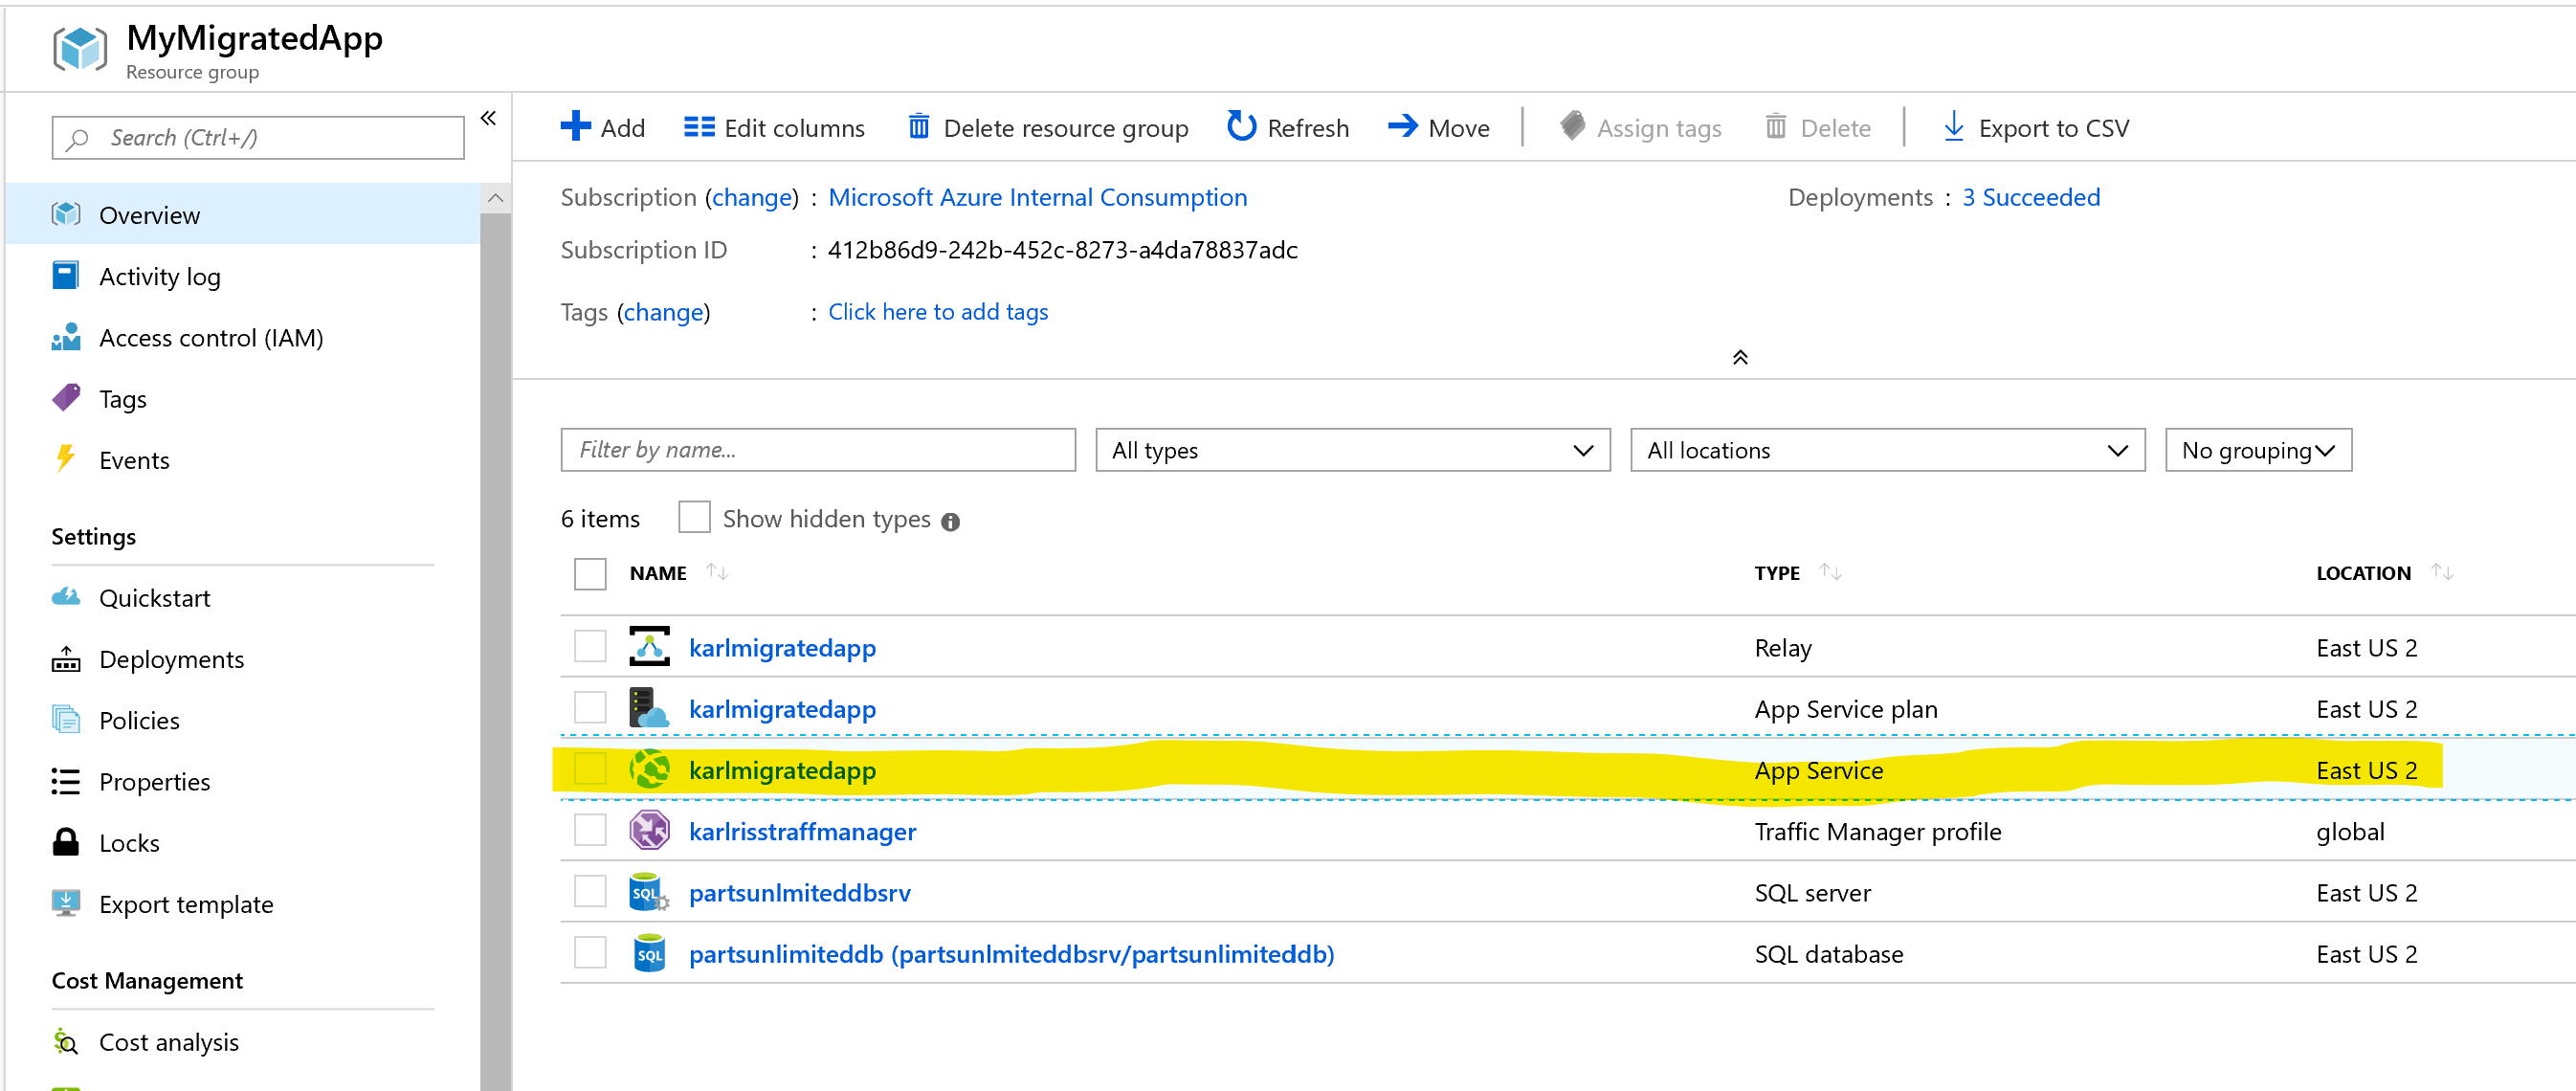 MyMigratedApp
Resource group
Search (Ctrl+/)
«
Overview
Activity log
Access control (IAM)
Tags
Events
Settings
Quickstart
Deployments
Policies
Properties
Locks
Export template
Cost Management
Cost analysis
Add Edit columns Delete resource group Refresh Move Assign tags Delete Export to CSV
Subscription (change) : Microsoft Azure Internal Consumption Deployments : 3 Succeeded
Subscription ID : 412b86d9-242b-452c-8273-a4da78837adc
Tags (change) : Click here to add tags
Filter by name... All types All locations No grouping
6 items Show hidden types
NAME TYPE LOCATION
karlmigratedapp Relay East US 2
karlmigratedapp App Service plan East US 2
karlmigratedapp App Service East US 2
karlrisstraffmanager Traffic Manager profile global
SQL partsunlmiteddbsrv SQL server East US 2
SQL partsunlimiteddb (partsunlmiteddbsrv/partsunlimiteddb) SQL database East US 2